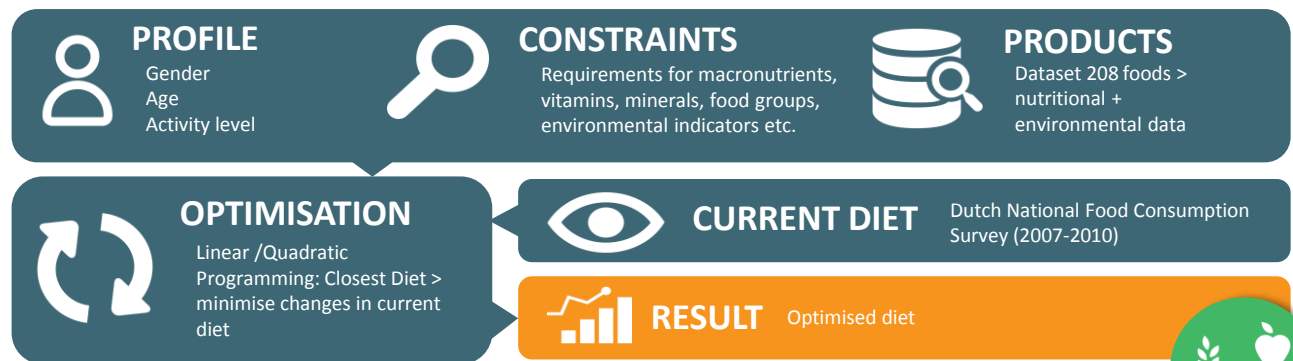 PROFILE
Gender
Age
Activity level
CONSTRAINTS
Requirements for macronutrients,
vitamins, minerals, food groups,
environmental indicators etc.
PRODUCTS
Dataset 208 foods >
nutritional +
environmental data
OPTIMISATION
Linear /Quadratic
Programming: Closest Diet >
minimise changes in current
diet
CURRENT DIET
Dutch National Food Consumption
Survey (2007-2010)
RESULT
Optimised diet